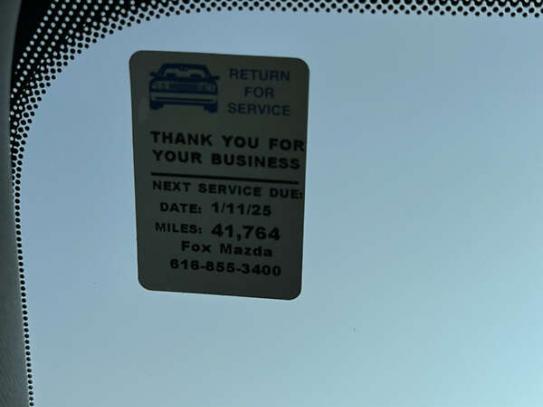 RETURN
FOR
SERVICE
THANK YOU FOR
YOUR BUSINESS
NEXT SERVICE DUE:
DATE: 1/11/25
MILES: 41,764
Fox Mazda
616-855-3400